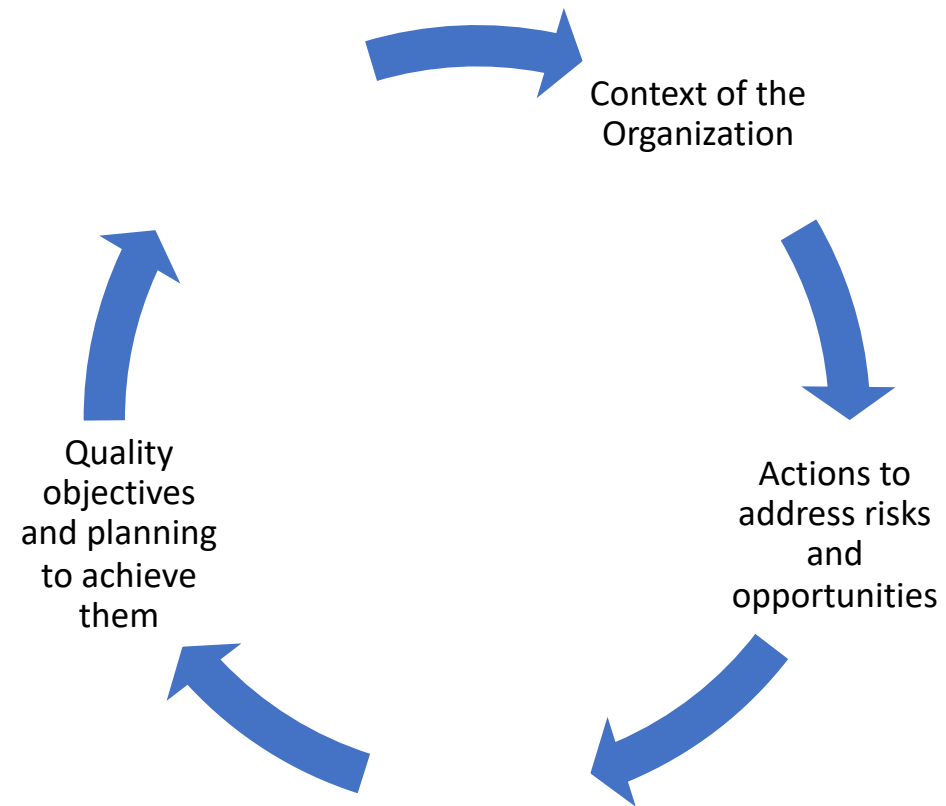 Context of the
Organization
Actions to
address risks
and
opportunities
Quality
objectives
and planning
to achieve
them